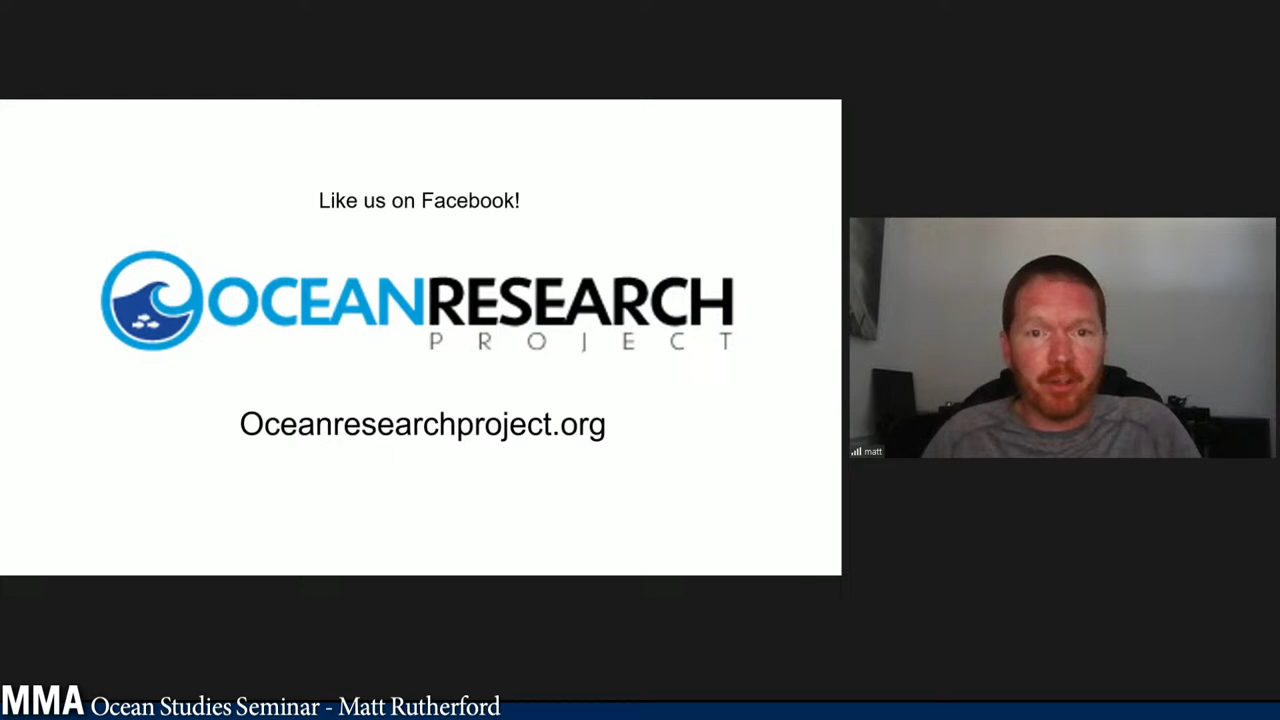 Like us on Facebook!
OCEANRESEARCH
PROJECT
Oceanresearchproject.org
matt
MMA Ocean Studies Seminar - Matt Rutherford